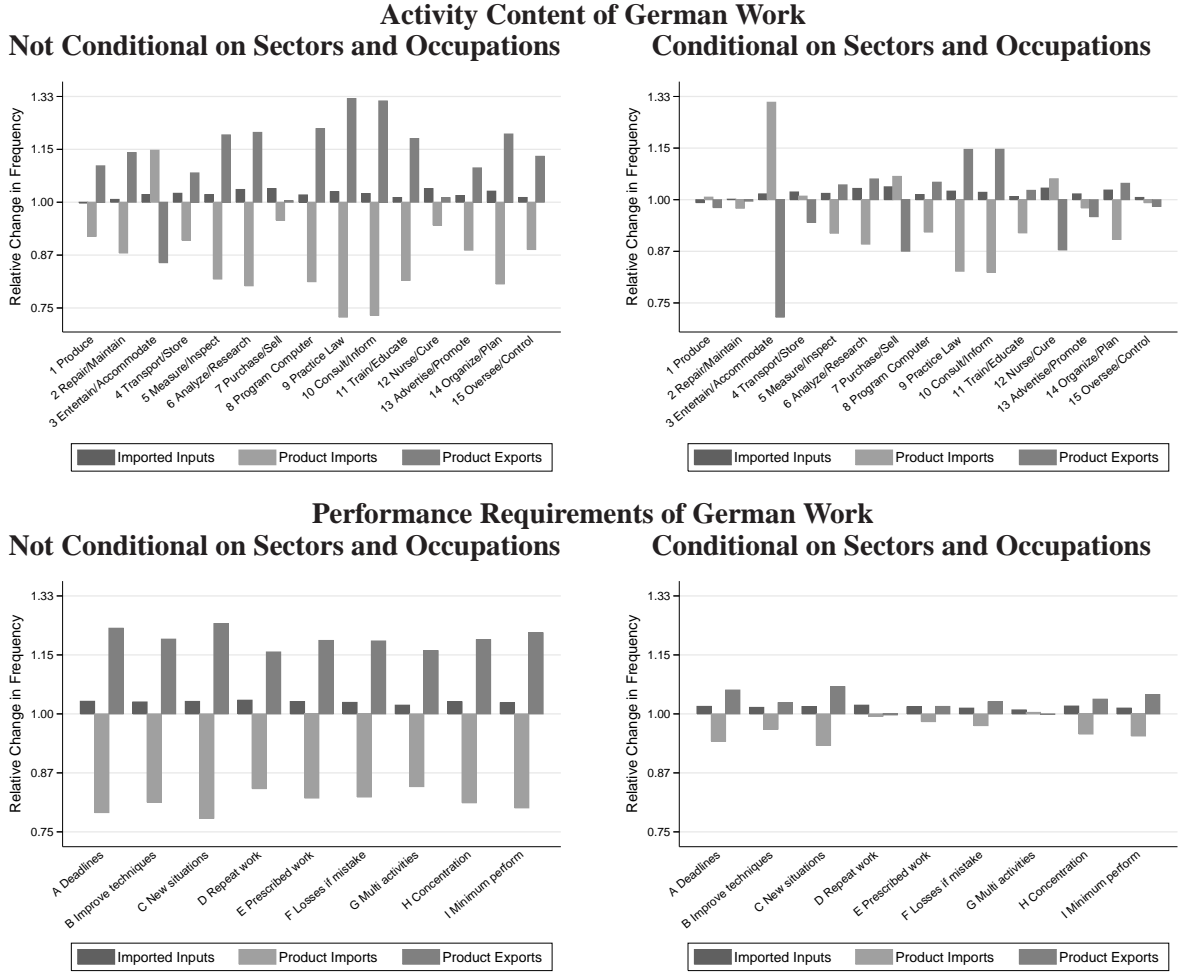 Activity Content of German Work
Not Conditional on Sectors and Occupations
Conditional on Sectors and Occupations
Relative Change in Frequency
1.33
1.15
1.00
0.87
0.75
1 Produce
2 Repair/Maintain
3 Entertain/Accommodate
4 Transport/Store
5 Measure/Inspect
6 Analyze/Research
7 Purchase/Sell
8 Program Computer
9 Practice Law
10 Consult/Inform
11 Train/Educate
12 Nurse/Cure
13 Advertise/Promote
14 Organize/Plan
15 Oversee/Control
Imported Inputs Product Imports Product Exports
Relative Change in Frequency
1.33
1.15
1.00
0.87
0.75
1 Produce
2 Repair/Maintain
3 Entertain/Accommodate
4 Transport/Store
5 Measure/Inspect
6 Analyze/Research
7 Purchase/Sell
8 Program Computer
9 Practice Law
10 Consult/Inform
11 Train/Educate
12 Nurse/Cure
13 Advertise/Promote
14 Organize/Plan
15 Oversee/Control
Imported Inputs Product Imports Product Exports
Performance Requirements of German Work
Not Conditional on Sectors and Occupations
Conditional on Sectors and Occupations
Relative Change in Frequency
1.33
1.15
1.00
0.87
0.75
A Deadlines
B Improve techniques
C New situations
D Repeat work
E Prescribed work
F Losses if mistake
G Multi activities
H Concentration
I Minimum perform
Imported Inputs Product Imports Product Exports
Relative Change in Frequency
1.33
1.15
1.00
0.87
0.75
A Deadlines
B Improve techniques
C New situations
D Repeat work
E Prescribed work
F Losses if mistake
G Multi activities
H Concentration
I Minimum perform
Imported Inputs Product Imports Product Exports